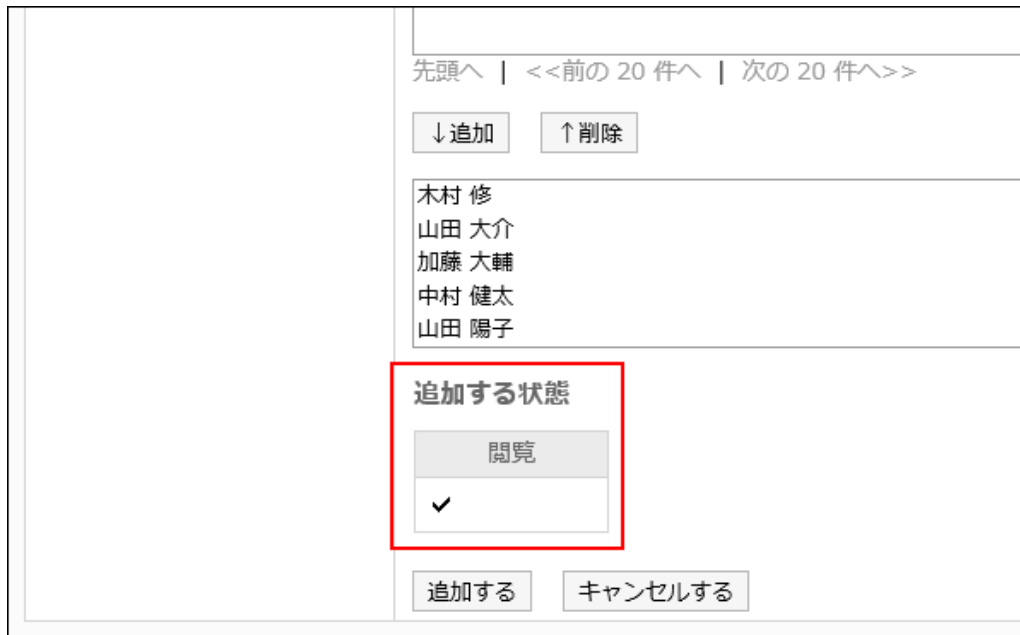 先頭へ | <<前の 20 件へ | 次の 20 件へ>>
↓追加 ↑削除
木村 修
山田 大介
加藤 大輔
中村 健太
山田 陽子
追加する状態
閲覧
追加する キャンセルする